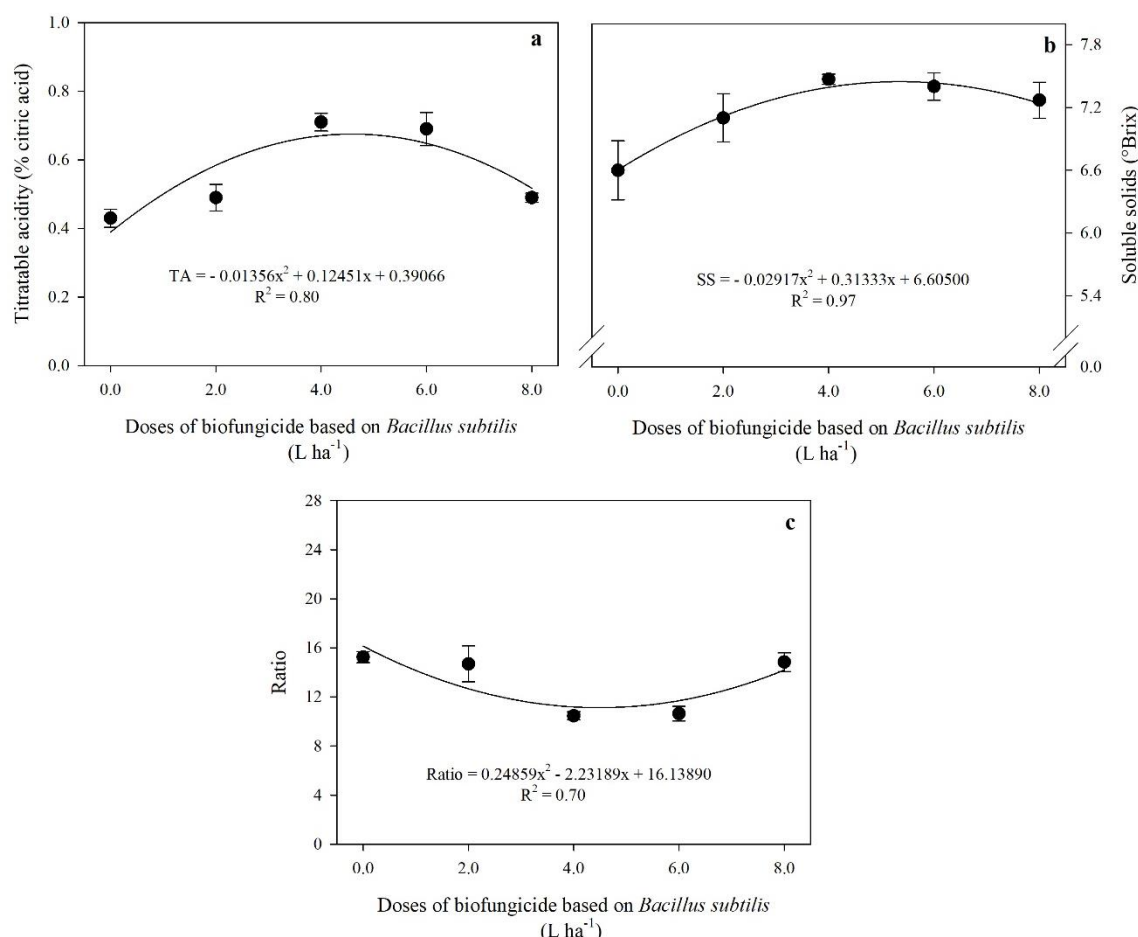 a
1.0
0.8
0.6
0.4
0.2
0.0
Titratable acidity (% citric acid)
TA = - 0.01356x² + 0.12451x + 0.39066
R² = 0.80
0.0 2.0 4.0 6.0 8.0
Doses of biofungicide based on Bacillus subtilis
(L ha⁻¹)
b
7.8
7.2
6.6
6.0
5.4
0.0
Soluble solids (°Brix)
SS = - 0.02917x² + 0.31333x + 6.60500
R² = 0.97
0.0 2.0 4.0 6.0 8.0
Doses of biofungicide based on Bacillus subtilis
(L ha⁻¹)
c
28
24
20
16
12
8
4
0
Ratio
Ratio = 0.24859x² - 2.23189x + 16.13890
R² = 0.70
0.0 2.0 4.0 6.0 8.0
Doses of biofungicide based on Bacillus subtilis
(L ha⁻¹)